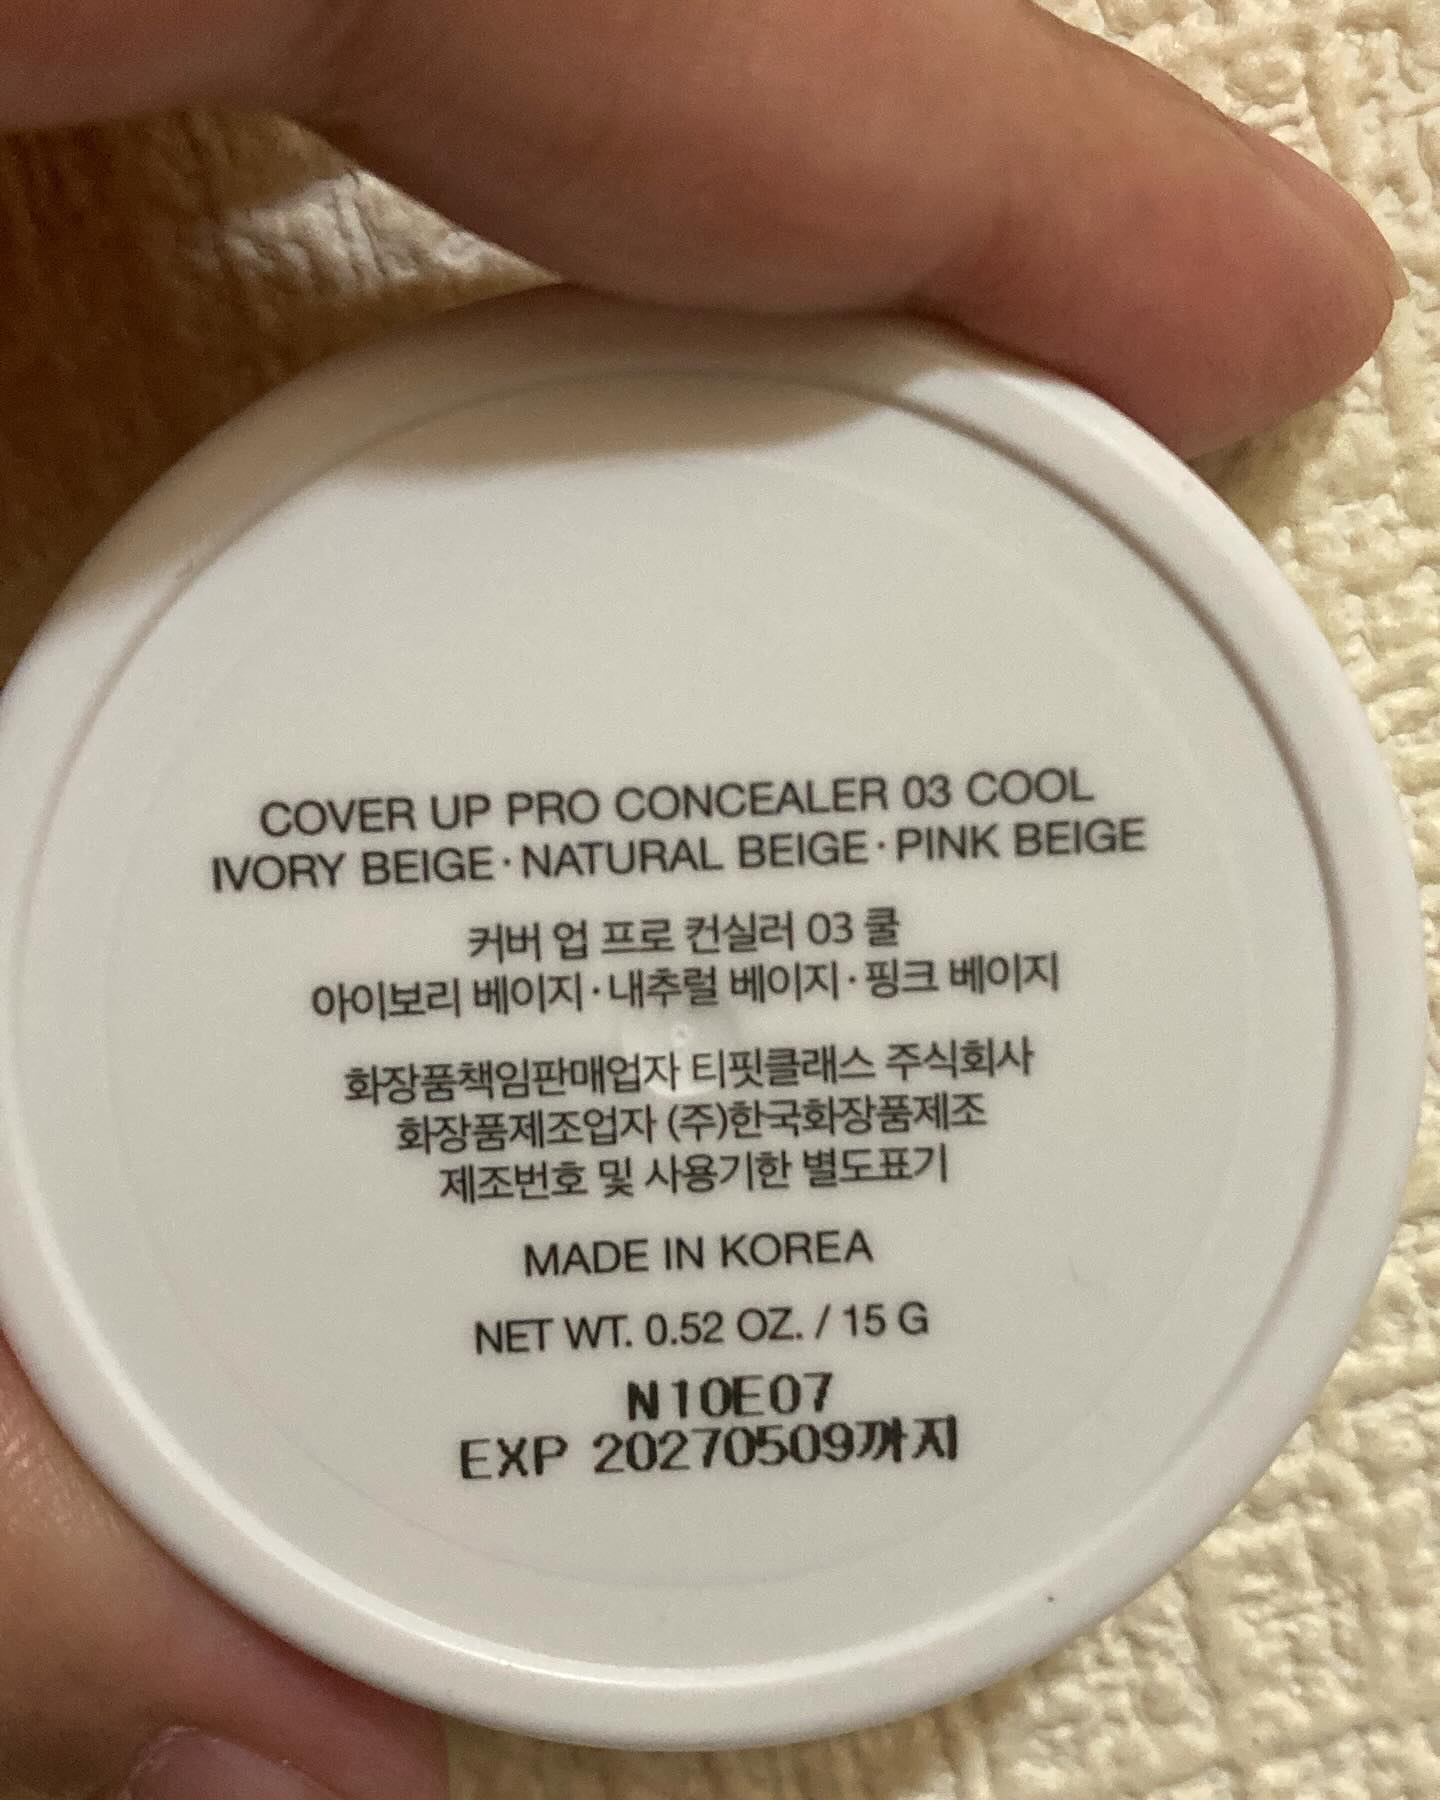 COVER UP PRO CONCEALER 03 COOL
IVORY BEIGE · NATURAL BEIGE · PINK BEIGE
커버 업 프로 컨실러 03 쿨
아이보리 베이지 · 내추럴 베이지 · 핑크 베이지
화장품책임판매업자 티핏클래스 주식회사
화장품제조업자 (주)한국화장품제조
제조번호 및 사용기한 별도표기
MADE IN KOREA
NET WT. 0.52 OZ. / 15 G
N10E07
EXP 20270509까지